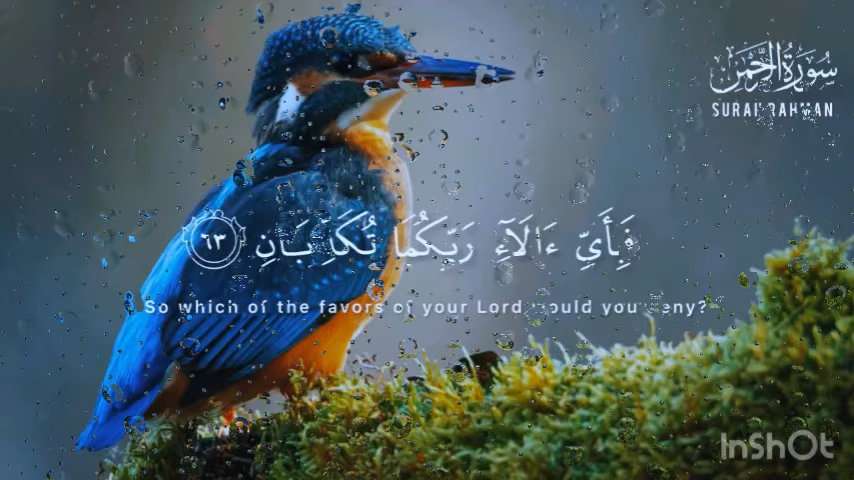 سُورَةُ الرَّحْمَٰن
SURAH RAHMAN
فَبِأَيِّ ءَالَآءِ رَبِّكُمَا تُكَذِّبَانِ ٦٣
So which of the favors of your Lord would you deny?
InShOt